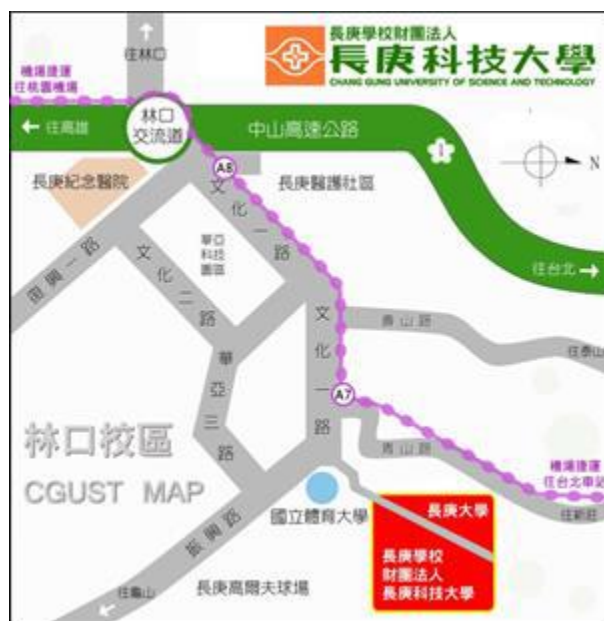 長庚學校財團法人
長庚科技大學
CHANG GUNG UNIVERSITY OF SCIENCE AND TECHNOLOGY
往林口
機場捷運
往桃園機場
← 往高雄
林口
交流道
中山高速公路
1
N
A8
長庚紀念醫院
長庚醫護社區
文化一路
復興一路
文化二路
華亞
科技
園區
往台北→
文化一路
壽山路
往泰山
華亞三路
A7
林口校區
CGUST MAP
青山路
機場捷運
往台北車站
往新莊
國立體育大學
長庚大學
長庚學校
財團法人
長庚科技大學
振興路
往龜山
長庚高爾夫球場